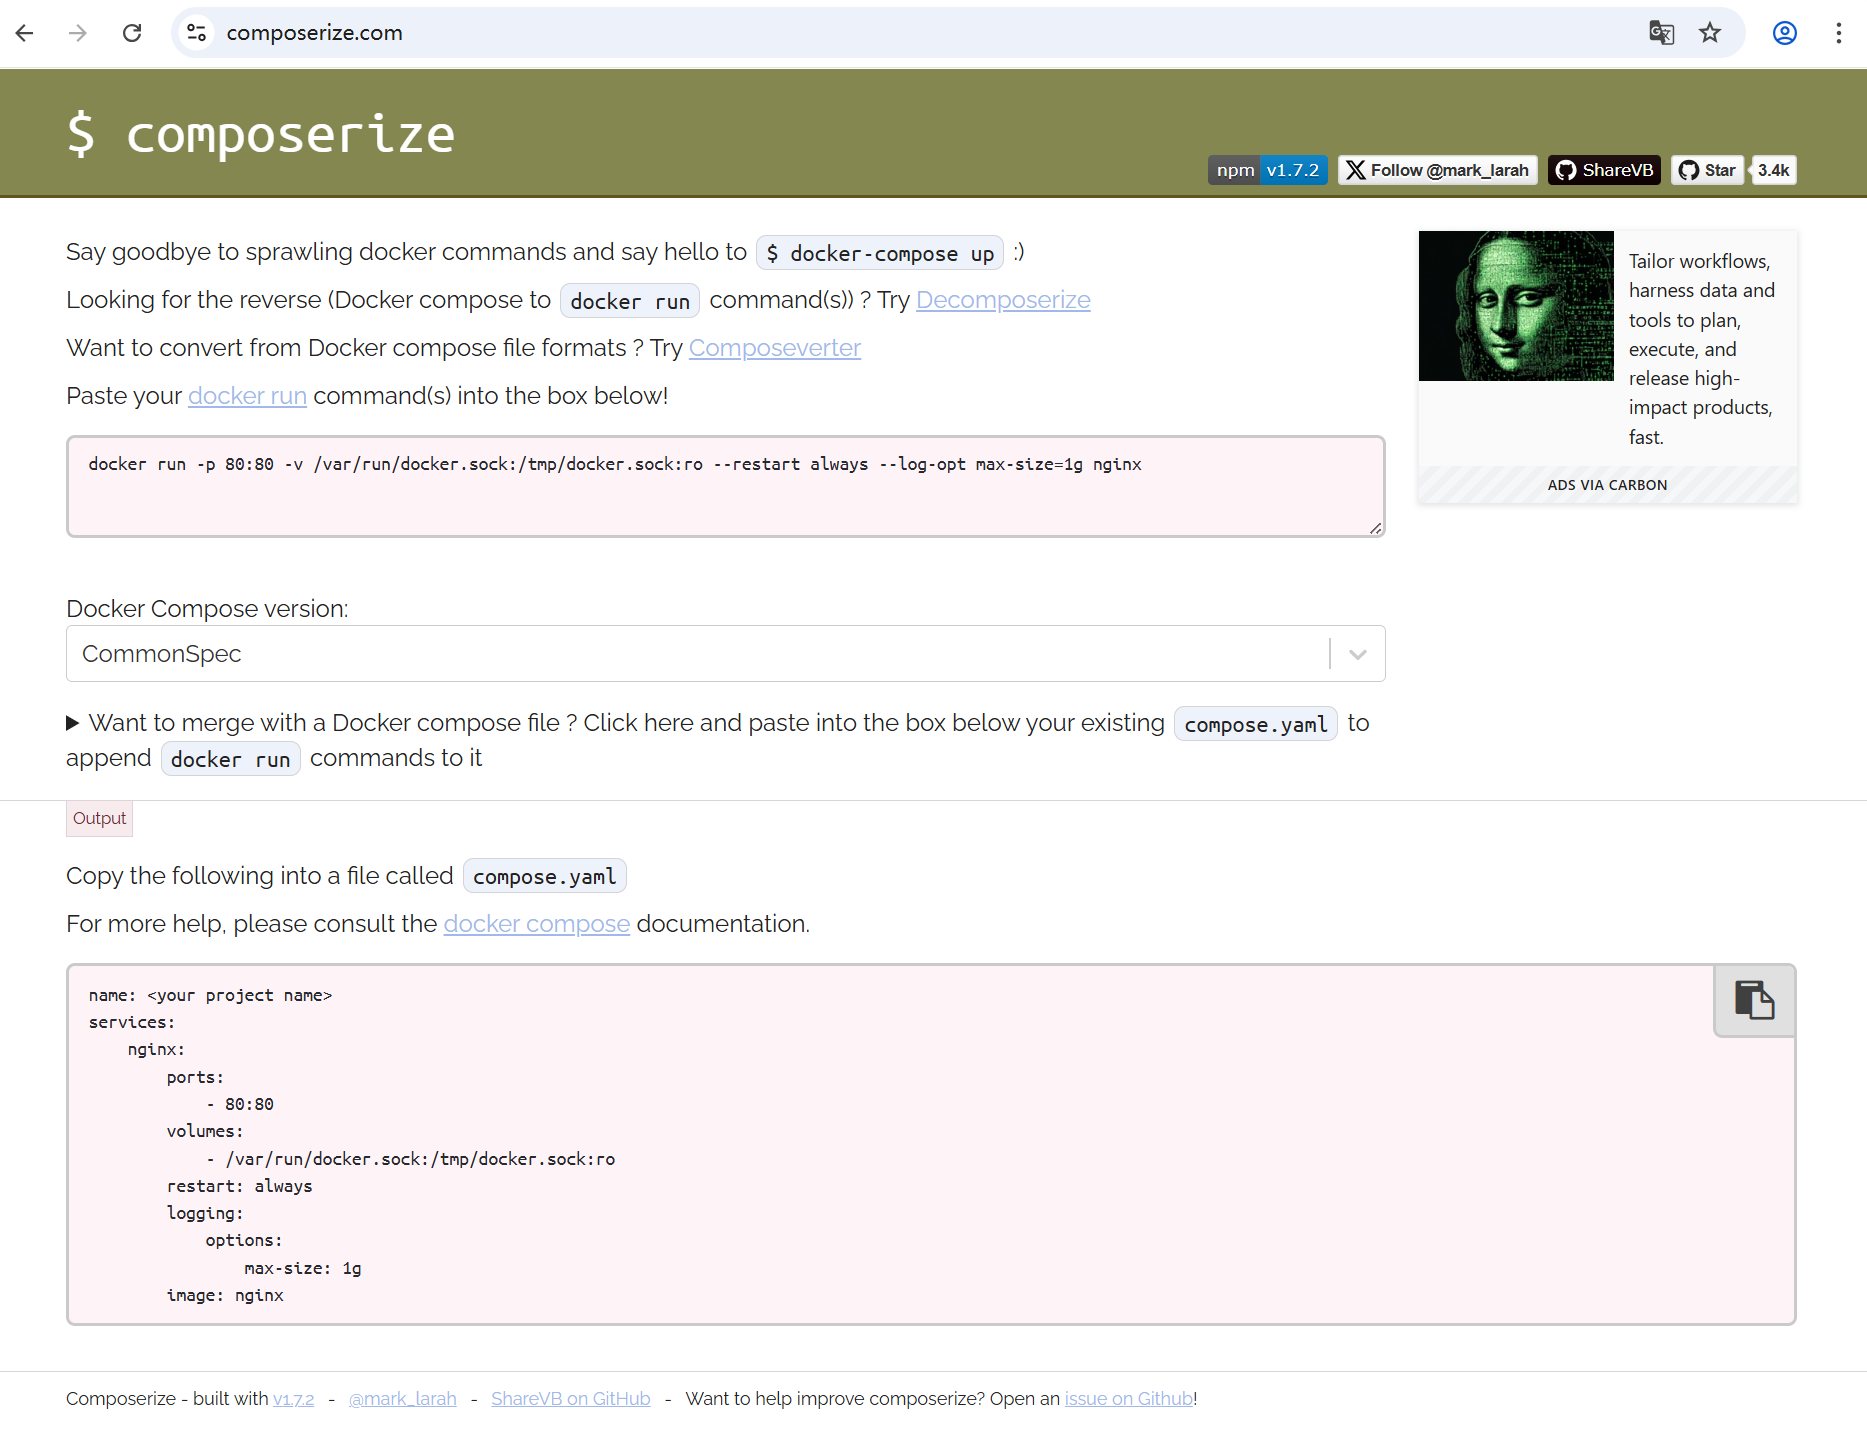 composerize.com
$ composerize
npm v1.7.2 Follow @mark_larah ShareVB Star 3.4k
Say goodbye to sprawling docker commands and say hello to $ docker-compose up :)
Looking for the reverse (Docker compose to docker run command(s)) ? Try Decomposerize
Want to convert from Docker compose file formats ? Try Composeverter
Paste your docker run command(s) into the box below!
docker run -p 80:80 -v /var/run/docker.sock:/tmp/docker.sock:ro --restart always --log-opt max-size=1g nginx
Tailor workflows,
harness data and
tools to plan,
execute, and
release high-
impact products,
fast.
ADS VIA CARBON
Docker Compose version:
CommonSpec
Want to merge with a Docker compose file ? Click here and paste into the box below your existing compose.yaml to
append docker run commands to it
Output
Copy the following into a file called compose.yaml
For more help, please consult the docker compose documentation.
name: <your project name>
services:
    nginx:
        ports:
            - 80:80
        volumes:
            - /var/run/docker.sock:/tmp/docker.sock:ro
        restart: always
        logging:
            options:
                max-size: 1g
        image: nginx
Composerize - built with v1.7.2 - @mark_larah - ShareVB on GitHub - Want to help improve composerize? Open an issue on Github!